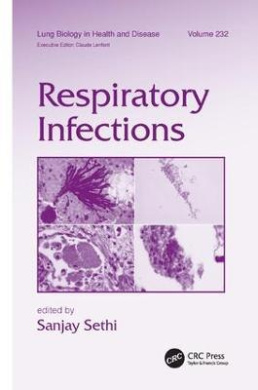 Lung Biology in Health and Disease Volume 232
Executive Editor: Claude Lenfant
Respiratory
Infections
edited by
Sanjay Sethi
CRC
CRC Press
Taylor & Francis Group